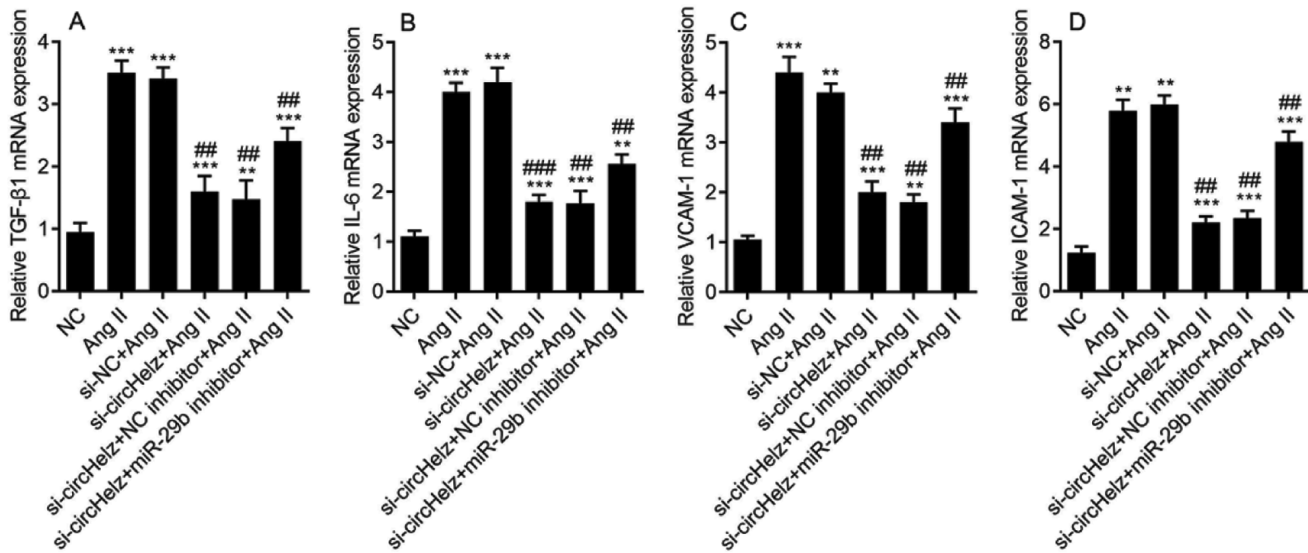 A
Relative TGF-β1 mRNA expression
4
3
2
1
0
***
***
##
***
##
**
##
***
NC
Ang II
si-NC+Ang II
si-circHelz+Ang II
si-circHelz+NC inhibitor+Ang II
si-circHelz+miR-29b inhibitor+Ang II
B
Relative IL-6 mRNA expression
5
4
3
2
1
0
***
***
###
***
##
***
##
**
NC
Ang II
si-NC+Ang II
si-circHelz+Ang II
si-circHelz+NC inhibitor+Ang II
si-circHelz+miR-29b inhibitor+Ang II
C
Relative VCAM-1 mRNA expression
5
4
3
2
1
0
***
**
##
***
##
**
##
***
NC
Ang II
si-NC+Ang II
si-circHelz+Ang II
si-circHelz+NC inhibitor+Ang II
si-circHelz+miR-29b inhibitor+Ang II
D
Relative ICAM-1 mRNA expression
8
6
4
2
0
**
**
##
***
##
***
##
***
NC
Ang II
si-NC+Ang II
si-circHelz+Ang II
si-circHelz+NC inhibitor+Ang II
si-circHelz+miR-29b inhibitor+Ang II